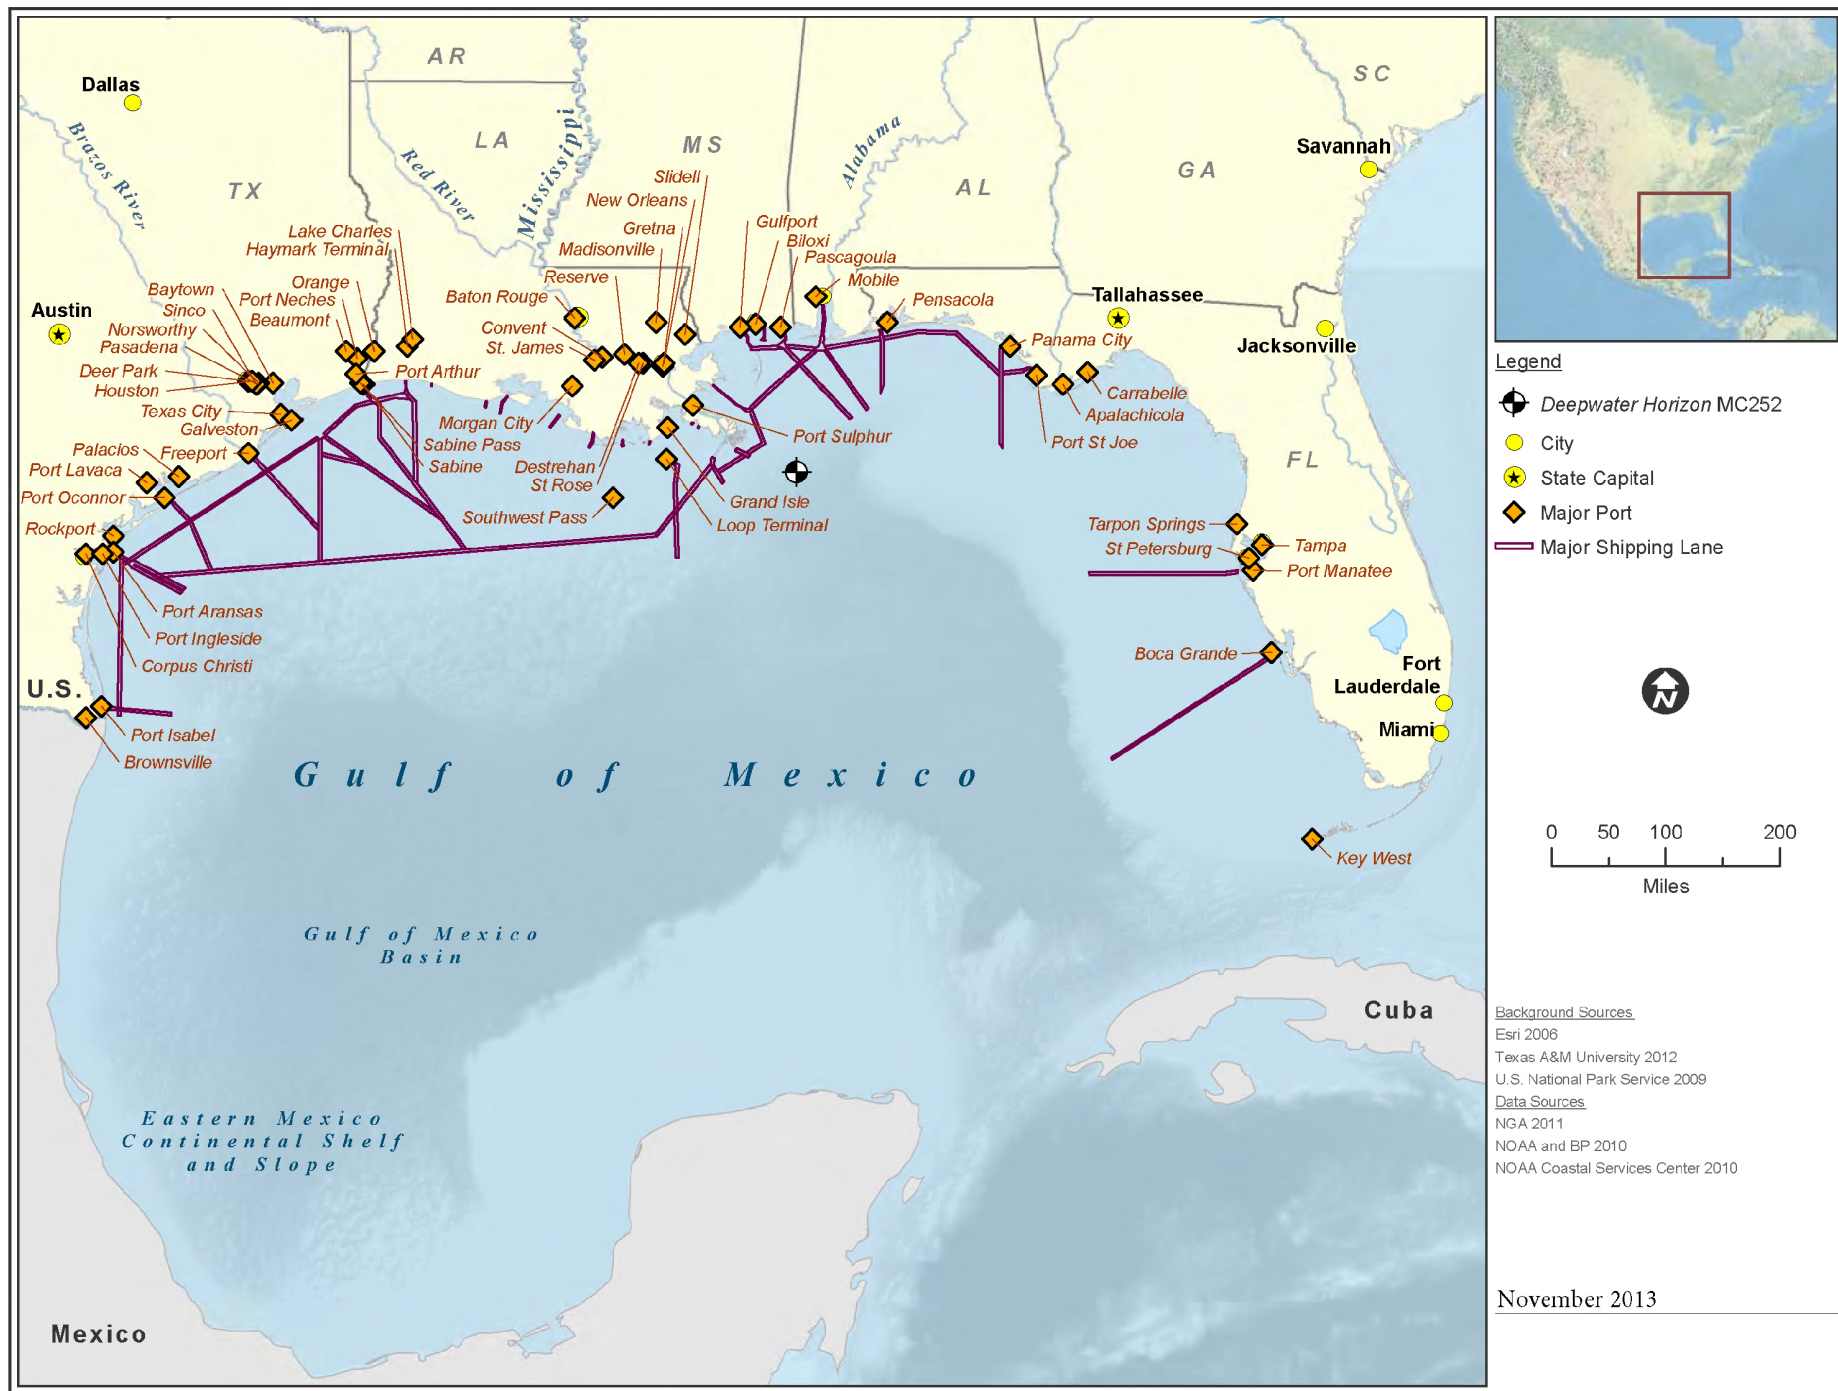 Dallas
Brazos River
TX
AR
LA
Red River
Mississippi
MS
Alabama
AL
GA
SC
Savannah
Slidell
New Orleans
Gretna
Madisonville
Reserve
Baton Rouge
Convent
St. James
Lake Charles
Haymark Terminal
Orange
Port Neches
Beaumont
Baytown
Sinco
Norsworthy
Pasadena
Deer Park
Houston
Texas City
Galveston
Austin
Gulfport
Biloxi
Pascagoula
Mobile
Pensacola
Tallahassee
Jacksonville
Panama City
Carrabelle
Apalachicola
Port St Joe
FL
Port Arthur
Morgan City
Sabine Pass
Sabine
Destrehan
St Rose
Southwest Pass
Port Sulphur
Grand Isle
Loop Terminal
Palacios
Freeport
Port Lavaca
Port Oconnor
Rockport
Port Aransas
Port Ingleside
Corpus Christi
U.S.
Port Isabel
Brownsville
Tarpon Springs
St Petersburg
Tampa
Port Manatee
Boca Grande
Fort
Lauderdale
Miami
Key West
Gulf of Mexico
Gulf of Mexico
Basin
Eastern Mexico
Continental Shelf
and Slope
Cuba
Mexico
Legend
Deepwater Horizon MC252
City
State Capital
Major Port
Major Shipping Lane
N
0 50 100 200
Miles
Background Sources
Esri 2006
Texas A&M University 2012
U.S. National Park Service 2009
Data Sources
NGA 2011
NOAA and BP 2010
NOAA Coastal Services Center 2010
November 2013